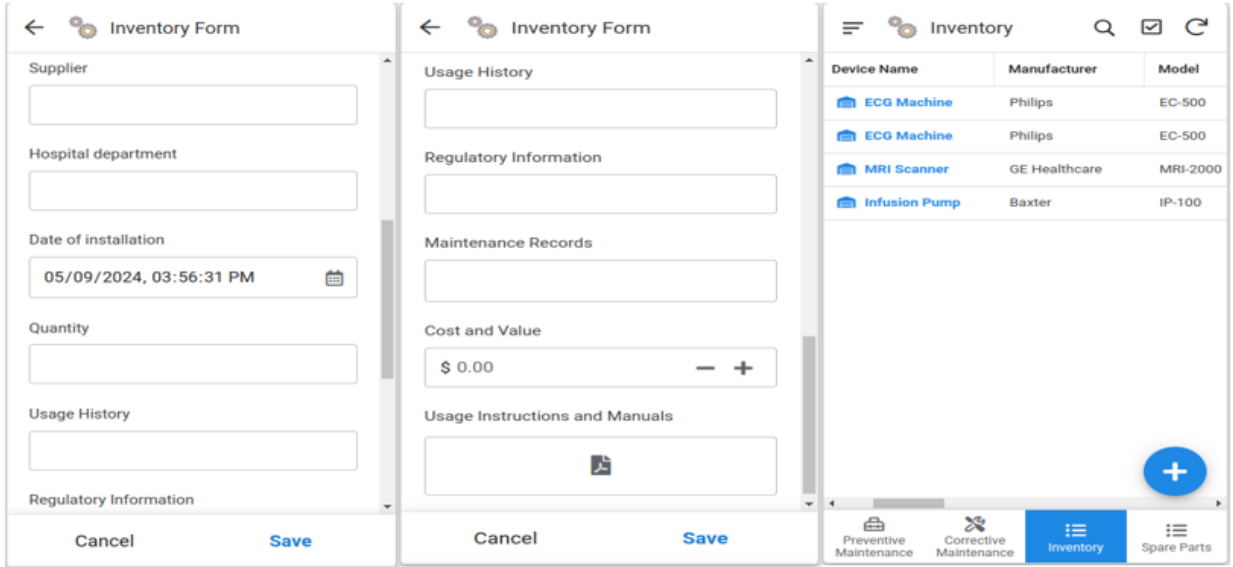 Inventory Form
Supplier
Hospital department
Date of installation
05/09/2024, 03:56:31 PM
Quantity
Usage History
Regulatory Information
Cancel Save
Inventory Form
Usage History
Regulatory Information
Maintenance Records
Cost and Value
$ 0.00
Usage Instructions and Manuals
Cancel Save
Inventory
Device Name Manufacturer Model
ECG Machine Philips EC-500
ECG Machine Philips EC-500
MRI Scanner GE Healthcare MRI-2000
Infusion Pump Baxter IP-100
Preventive Maintenance
Corrective Maintenance
Inventory
Spare Parts